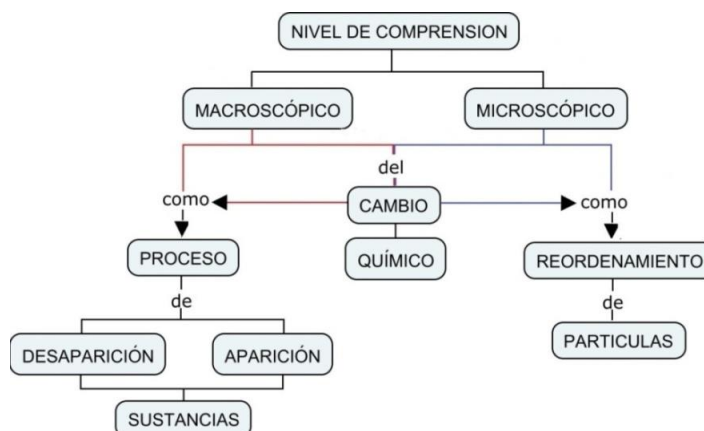 NIVEL DE COMPRENSION
MACROSCÓPICO
MICROSCÓPICO
del
como
CAMBIO
como
PROCESO
QUÍMICO
REORDENAMIENTO
de
de
DESAPARICIÓN
APARICIÓN
PARTICULAS
SUSTANCIAS